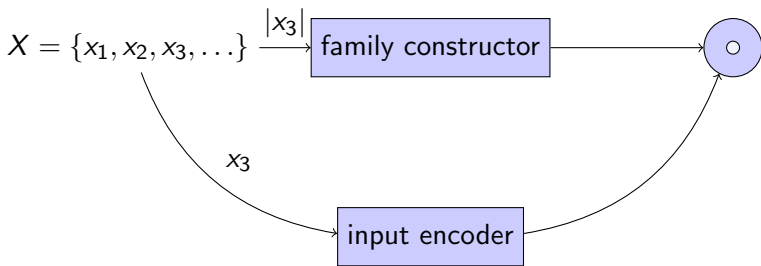 X = {x₁, x₂, x₃, …}
|x₃|
family constructor
x₃
input encoder